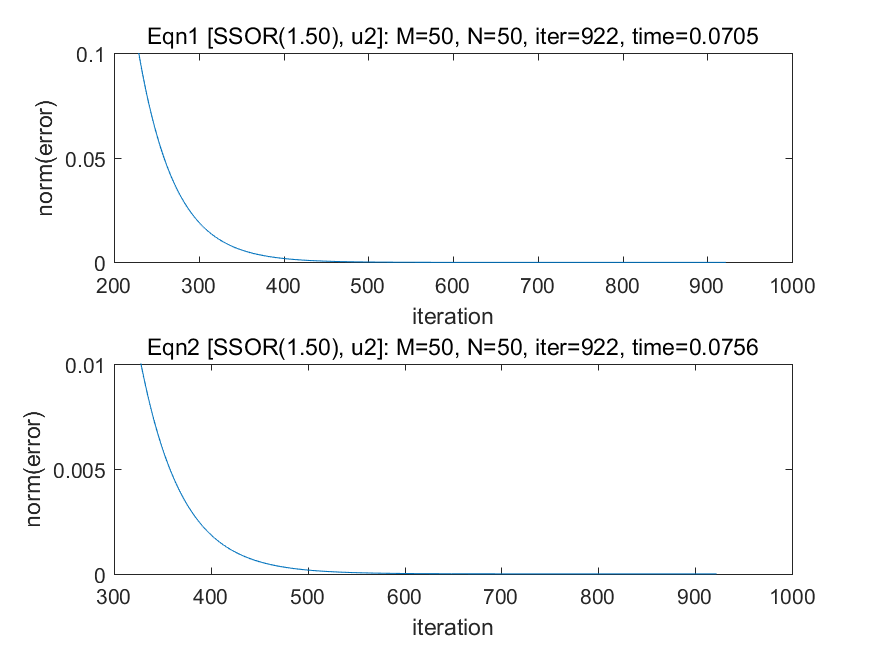 Eqn1 [SSOR(1.50), u2]: M=50, N=50, iter=922, time=0.0705
0.1
0.05
0
norm(error)
200 300 400 500 600 700 800 900 1000
iteration
Eqn2 [SSOR(1.50), u2]: M=50, N=50, iter=922, time=0.0756
0.01
0.005
0
norm(error)
300 400 500 600 700 800 900 1000
iteration